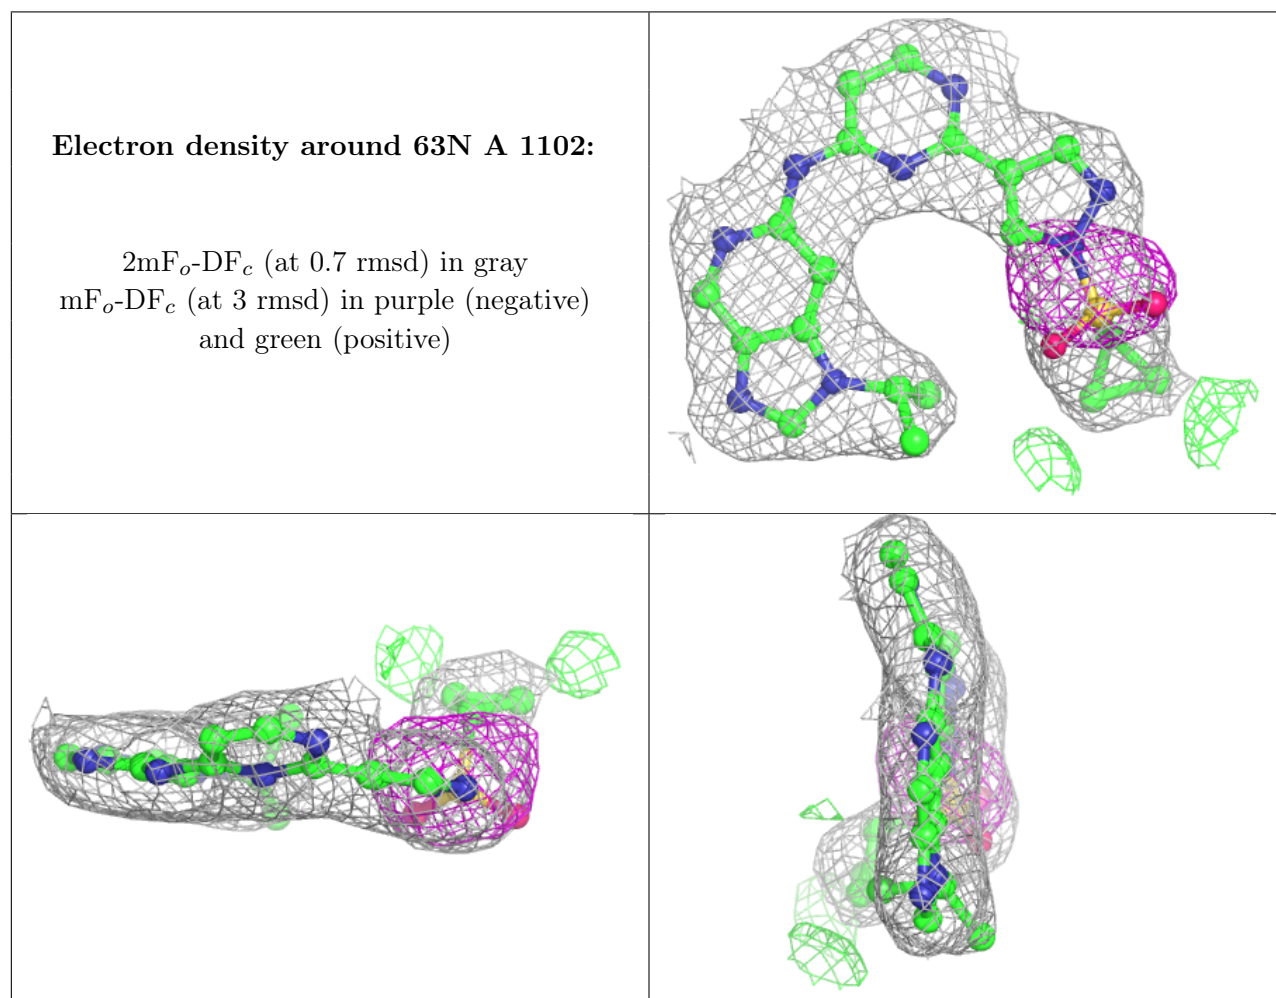 Electron density around 63N A 1102:
2mFₒ-DF𝒸 (at 0.7 rmsd) in gray
mFₒ-DF𝒸 (at 3 rmsd) in purple (negative)
and green (positive)